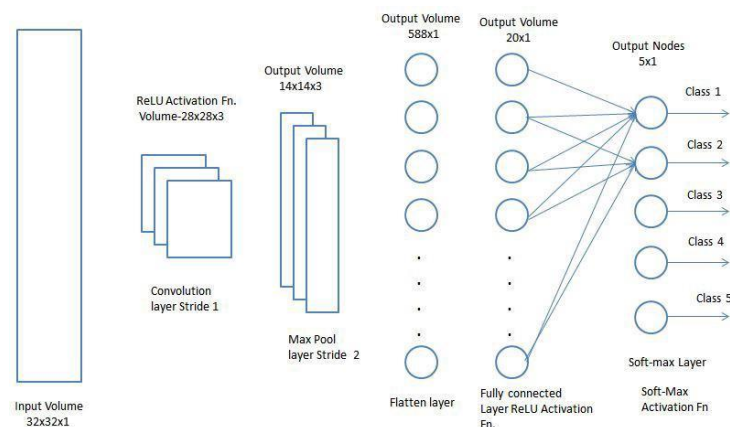 Output Volume
588x1
Output Volume
20x1
Output Nodes
5x1
Output Volume
14x14x3
ReLU Activation Fn.
Volume-28x28x3
Class 1
Class 2
Class 3
Class 4
Class 5
Convolution
layer Stride 1
Max Pool
layer Stride 2
Soft-max Layer
Input Volume
32x32x1
Flatten layer
Fully connected
Layer ReLU Activation
Fn.
Soft-Max
Activation Fn